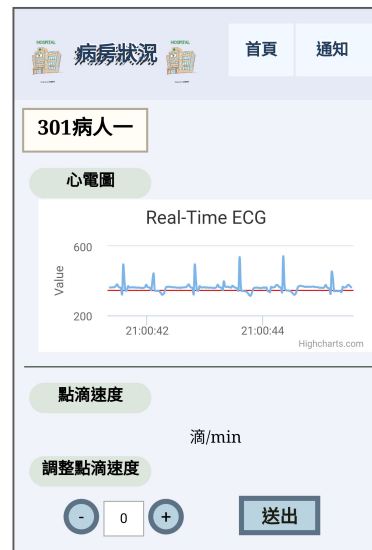 HOSPITAL
病房狀況
HOSPITAL
首頁
通知
301病人一
心電圖
Real-Time ECG
600
Value
200
21:00:42
21:00:44
Highcharts.com
點滴速度
滴/min
調整點滴速度
-
0
+
送出